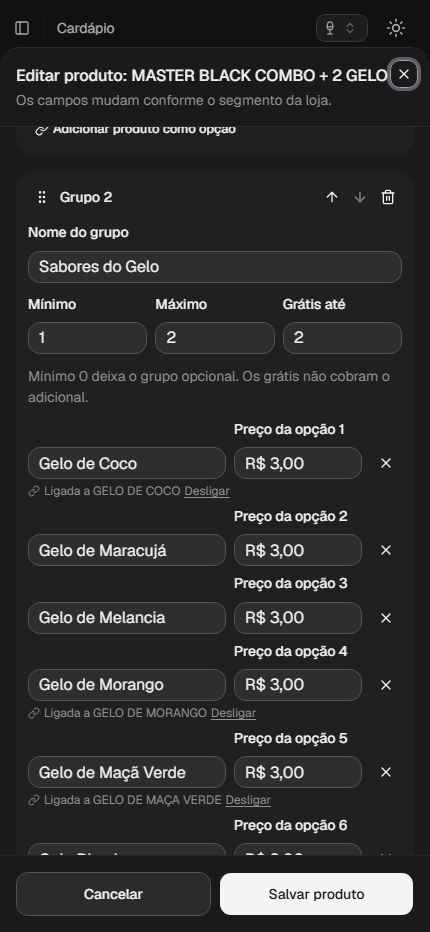 Cardápio
Editar produto: MASTER BLACK COMBO + 2 GELO
Os campos mudam conforme o segmento da loja.
Adicionar produto como opção
Grupo 2
Nome do grupo
Sabores do Gelo
Mínimo Máximo Grátis até
1 2 2
Mínimo 0 deixa o grupo opcional. Os grátis não cobram o
adicional.
Preço da opção 1
Gelo de Coco R$ 3,00
Ligada a GELO DE COCO Desligar
Preço da opção 2
Gelo de Maracujá R$ 3,00
Preço da opção 3
Gelo de Melancia R$ 3,00
Preço da opção 4
Gelo de Morango R$ 3,00
Ligada a GELO DE MORANGO Desligar
Preço da opção 5
Gelo de Maçã Verde R$ 3,00
Ligada a GELO DE MAÇA VERDE Desligar
Preço da opção 6
Cancelar Salvar produto